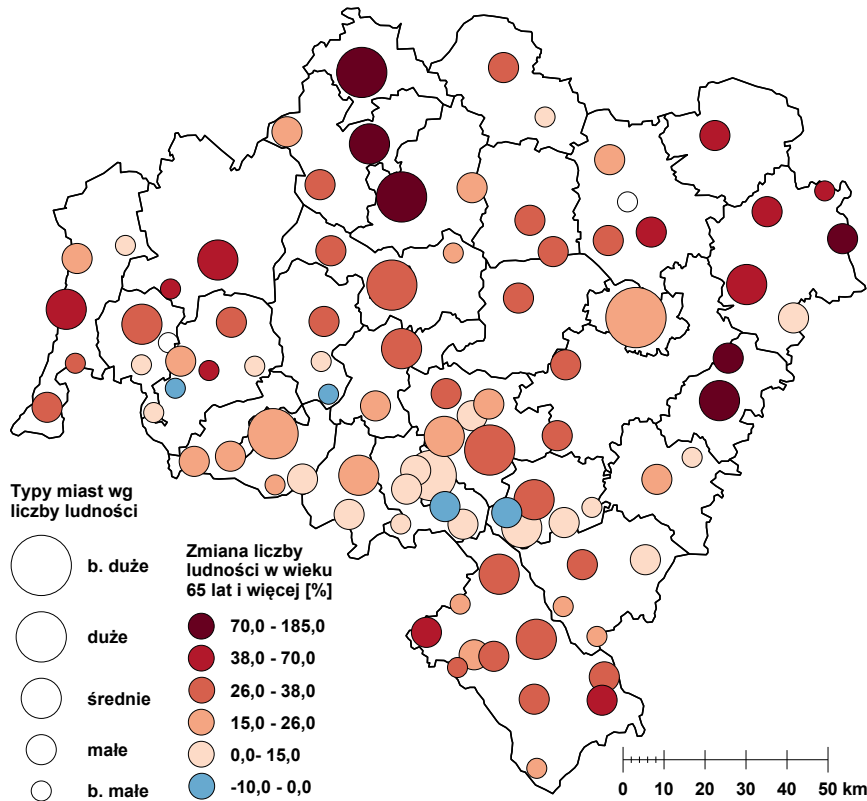 Typy miast wg
liczby ludności
b. duże
duże
średnie
małe
b. małe
Zmiana liczby
ludności w wieku
65 lat i więcej [%]
70,0 - 185,0
38,0 - 70,0
26,0 - 38,0
15,0 - 26,0
0,0- 15,0
-10,0 - 0,0
0 10 20 30 40 50 km